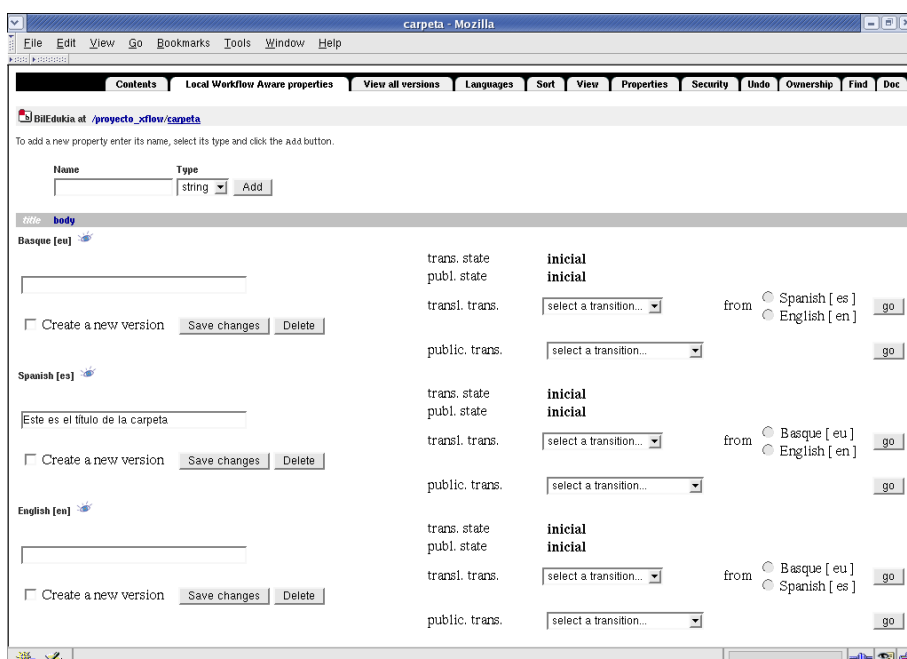 carpeta - Mozilla
File Edit View Go Bookmarks Tools Window Help
Contents Local Workflow Aware properties View all versions Languages Sort View Properties Security Undo Ownership Find Doc
BilEdukia at /proyecto_xflow/carpeta
To add a new property enter its name, select its type and click the Add button.
Name Type
string Add
title body
Basque [eu]
trans. state inicial
publ. state inicial
transl. trans. select a transition... from Spanish [ es ] go
English [ en ]
Create a new version Save changes Delete
public. trans. select a transition... go
Spanish [es]
trans. state inicial
publ. state inicial
Este es el título de la carpeta
transl. trans. select a transition... from Basque [ eu ] go
English [ en ]
Create a new version Save changes Delete
public. trans. select a transition... go
English [en]
trans. state inicial
publ. state inicial
transl. trans. select a transition... from Basque [ eu ] go
Spanish [ es ]
Create a new version Save changes Delete
public. trans. select a transition... go